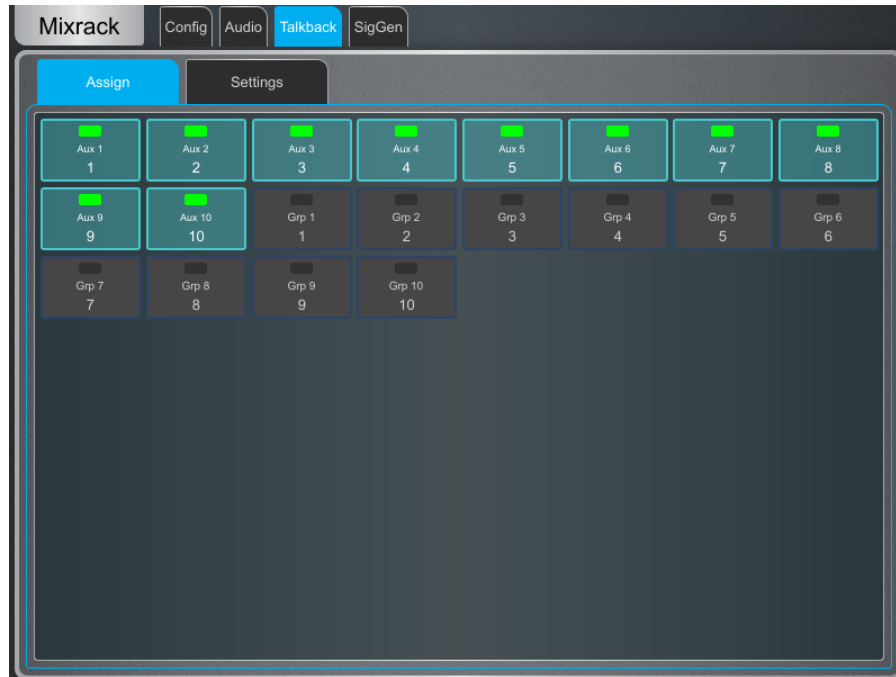 Mixrack Config Audio Talkback SigGen
Assign Settings
Aux 1 Aux 2 Aux 3 Aux 4 Aux 5 Aux 6 Aux 7 Aux 8
1 2 3 4 5 6 7 8
Aux 9 Aux 10 Grp 1 Grp 2 Grp 3 Grp 4 Grp 5 Grp 6
9 10 1 2 3 4 5 6
Grp 7 Grp 8 Grp 9 Grp 10
7 8 9 10